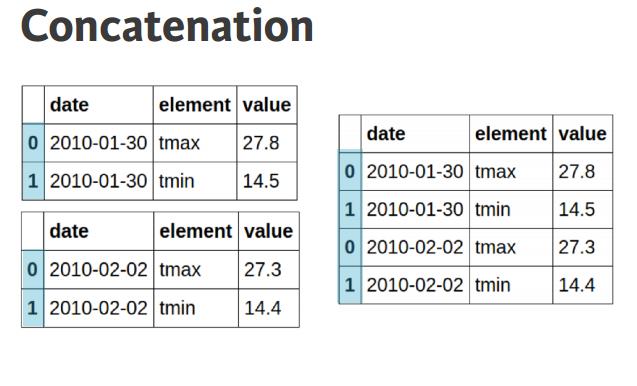 Concatenation
date element value
0 2010-01-30 tmax 27.8
1 2010-01-30 tmin 14.5
date element value
0 2010-02-02 tmax 27.3
1 2010-02-02 tmin 14.4
date element value
0 2010-01-30 tmax 27.8
1 2010-01-30 tmin 14.5
0 2010-02-02 tmax 27.3
1 2010-02-02 tmin 14.4